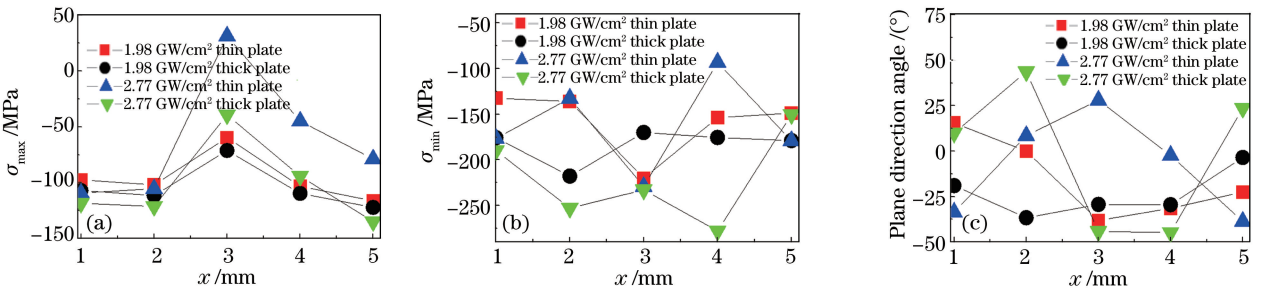 50
0
−50
−100
−150
σmax /MPa
1.98 GW/cm² thin plate
1.98 GW/cm² thick plate
2.77 GW/cm² thin plate
2.77 GW/cm² thick plate
(a)
1 2 3 4 5
x/mm
−50
−100
−150
−200
−250
σmin /MPa
1.98 GW/cm² thin plate
1.98 GW/cm² thick plate
2.77 GW/cm² thin plate
2.77 GW/cm² thick plate
(b)
1 2 3 4 5
x/mm
75
50
25
0
−25
−50
Plane direction angle /(°)
1.98 GW/cm² thin plate
1.98 GW/cm² thick plate
2.77 GW/cm² thin plate
2.77 GW/cm² thick plate
(c)
1 2 3 4 5
x/mm